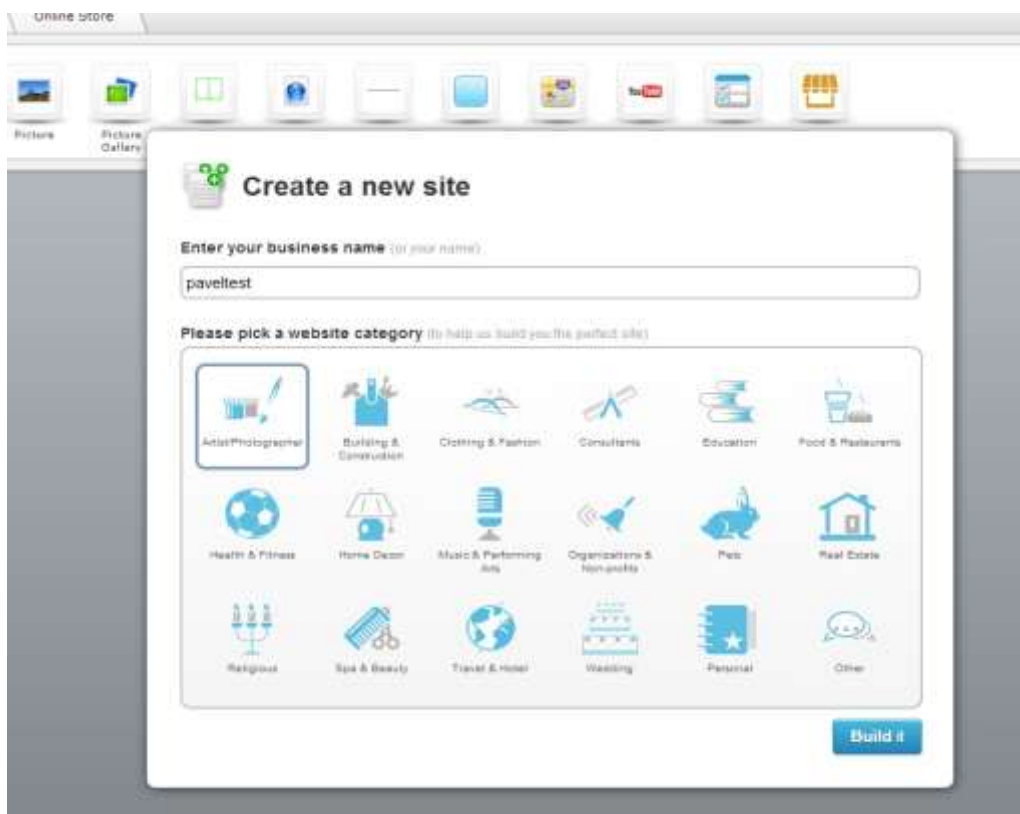 Online Store
Picture
Picture
Gallery
You Tube
Create a new site
Enter your business name (or your name)
paveltest
Please pick a website category (to help us build you the perfect site)
Artist/Photographer
Building &
Construction
Clothing & Fashion
Consultants
Education
Food & Restaurants
Health & Fitness
Home Decor
Music & Performing
Arts
Organizations &
Non-profits
Pets
Real Estate
Religious
Spa & Beauty
Travel & Hotel
Wedding
Personal
Other
Build it